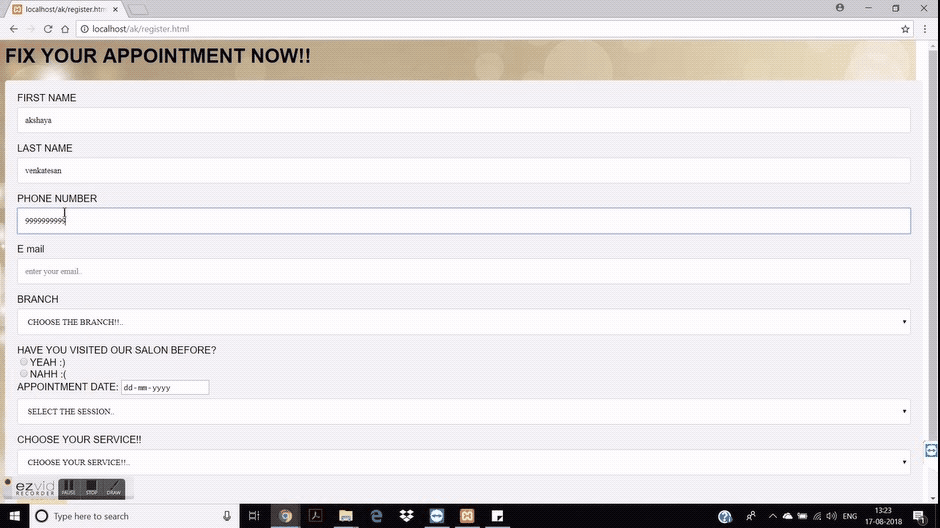 localhost/ak/register.html
localhost/ak/register.html
FIX YOUR APPOINTMENT NOW!!
FIRST NAME
akshaya
LAST NAME
venkatesan
PHONE NUMBER
9999999999
E mail
enter your email..
BRANCH
CHOOSE THE BRANCH!!..
HAVE YOU VISITED OUR SALON BEFORE?
YEAH :)
NAHH :(
APPOINTMENT DATE: dd-mm-yyyy
SELECT THE SESSION..
CHOOSE YOUR SERVICE!!
CHOOSE YOUR SERVICE!!..
ezvid
RECORDER
PAUSE STOP DRAW
Type here to search
ENG
13:23
17-08-2018
1